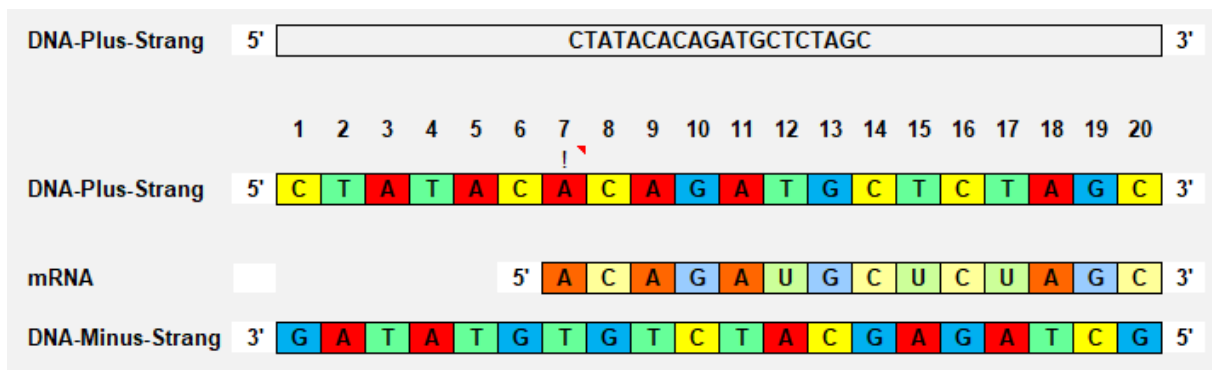 DNA-Plus-Strang 5' CTATACACAGATGCTCTAGC 3'
1 2 3 4 5 6 7 8 9 10 11 12 13 14 15 16 17 18 19 20
!
DNA-Plus-Strang 5' C T A T A C A C A G A T G C T C T A G C 3'
mRNA 5' A C A G A U G C U C U A G C 3'
DNA-Minus-Strang 3' G A T A T G T G T C T A C G A G A T C G 5'